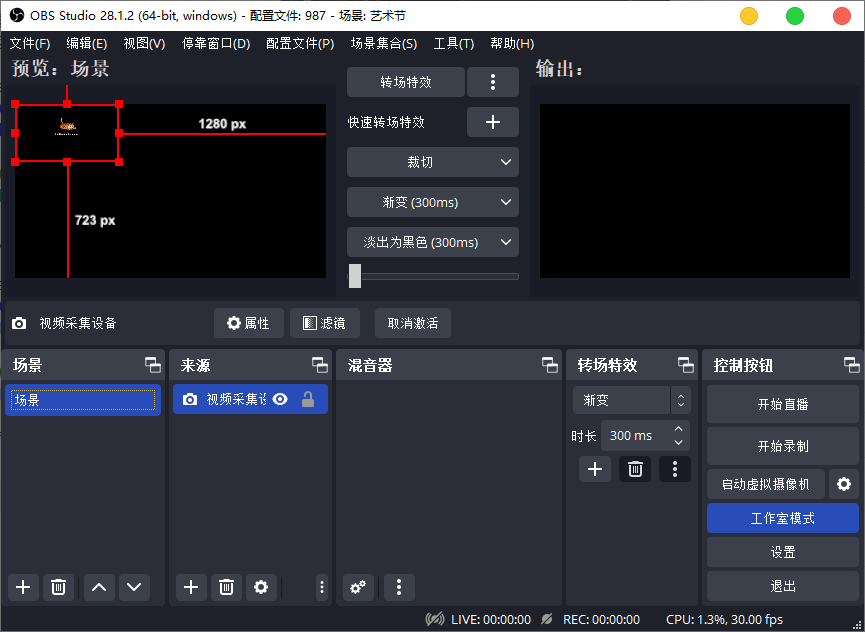 OBS Studio 28.1.2 (64-bit, windows) - 配置文件: 987 - 场景: 艺术节
文件(F) 编辑(E) 视图(V) 停靠窗口(D) 配置文件(P) 场景集合(S) 工具(T) 帮助(H)
预览：场景
转场特效
输出：
1280 px
快速转场特效
裁切
渐变 (300ms)
723 px
淡出为黑色 (300ms)
视频采集设备
属性
滤镜
取消激活
场景
来源
混音器
转场特效
控制按钮
场景
视频采集设
渐变
开始直播
时长 300 ms
开始录制
启动虚拟摄像机
工作室模式
设置
退出
LIVE: 00:00:00 REC: 00:00:00 CPU: 1.3%, 30.00 fps